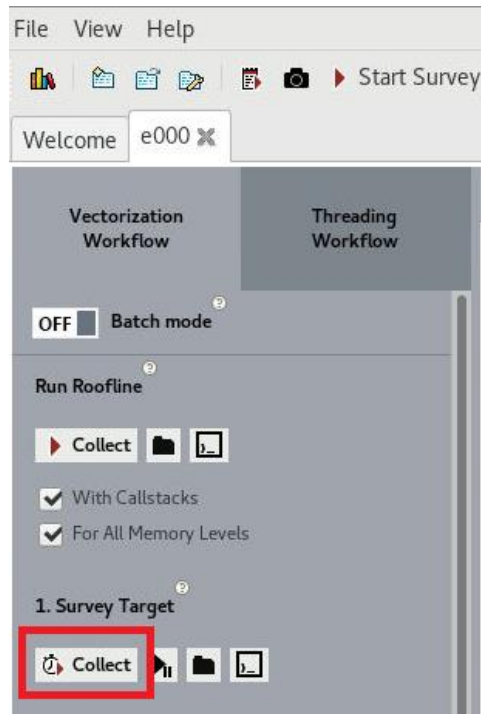 File View Help
Start Survey
Welcome e000
Vectorization Workflow
Threading Workflow
OFF Batch mode
Run Roofline
Collect
With Callstacks
For All Memory Levels
1. Survey Target
Collect